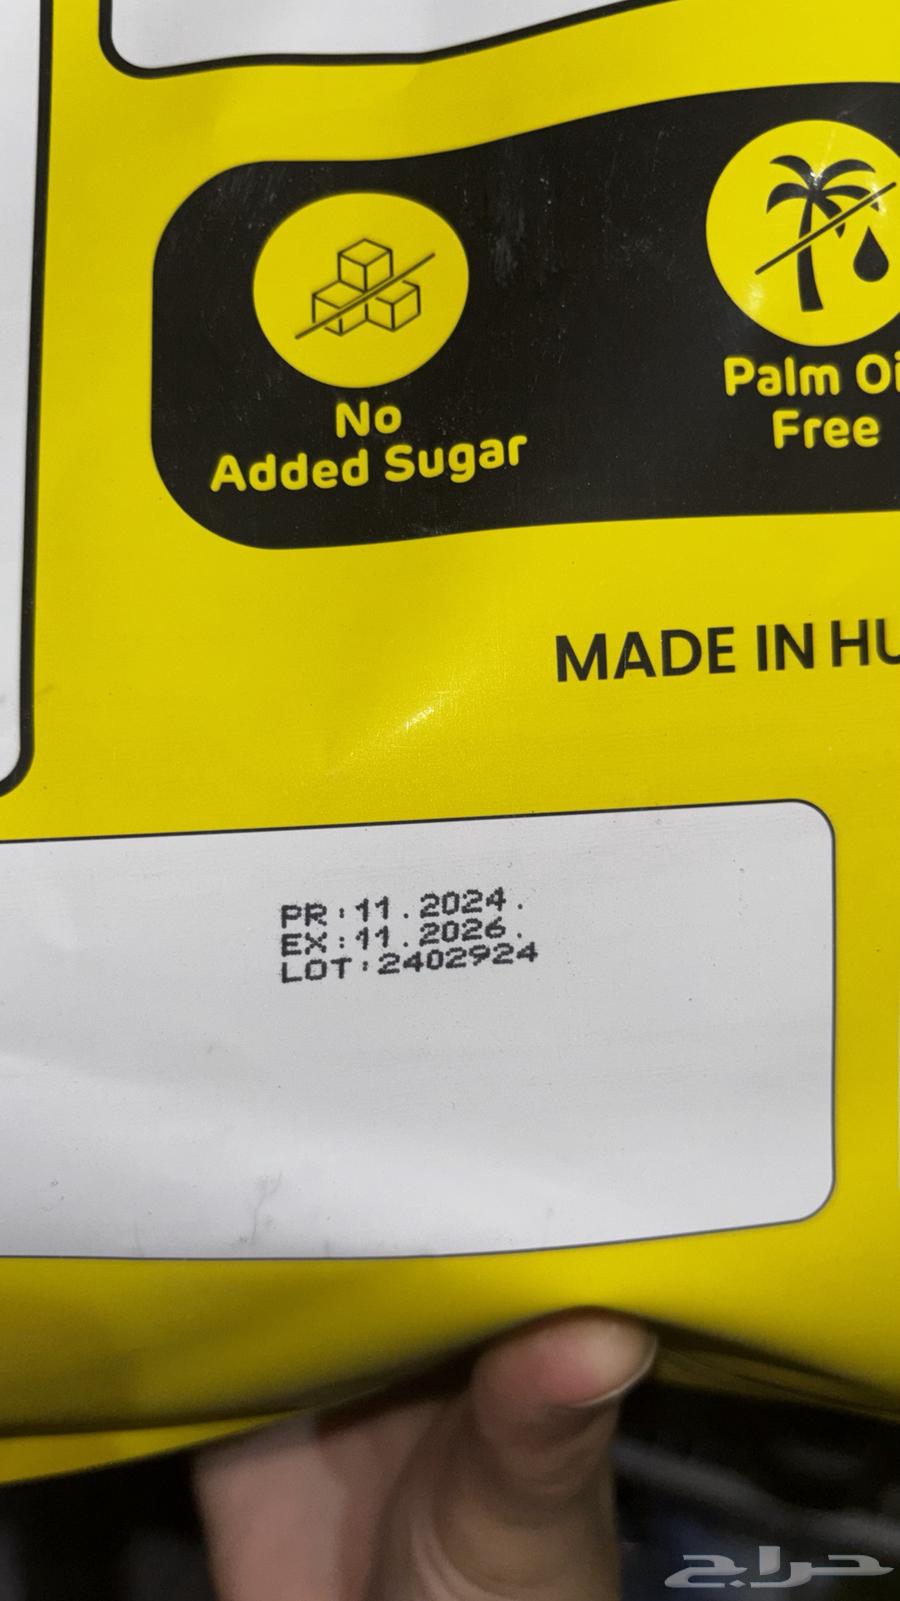 No
Added Sugar
Palm Oi
Free
MADE IN HU
PR:11.2024.
EX:11.2026.
LOT:2402924
حراج